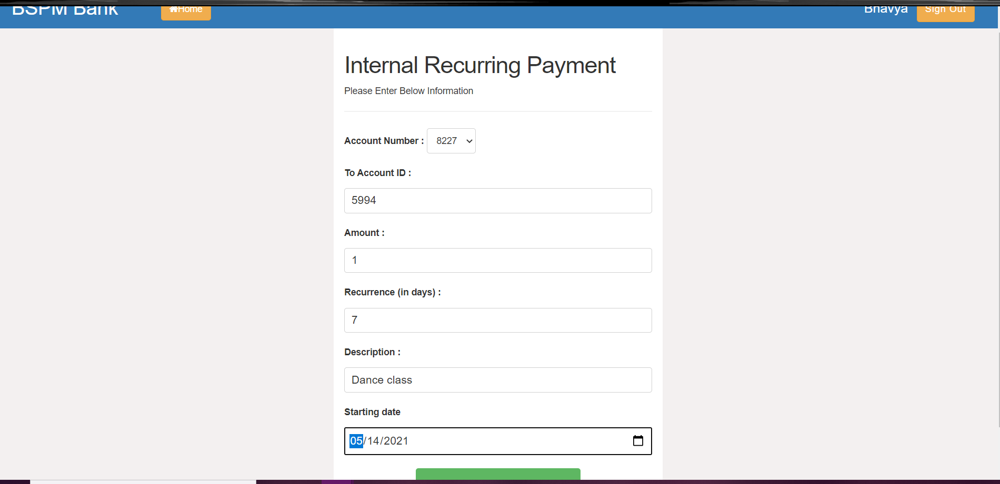 BSPM Bank
Home
Bhavya
Sign Out
Internal Recurring Payment
Please Enter Below Information
Account Number : 8227
To Account ID :
5994
Amount :
1
Recurrence (in days) :
7
Description :
Dance class
Starting date
05/14/2021